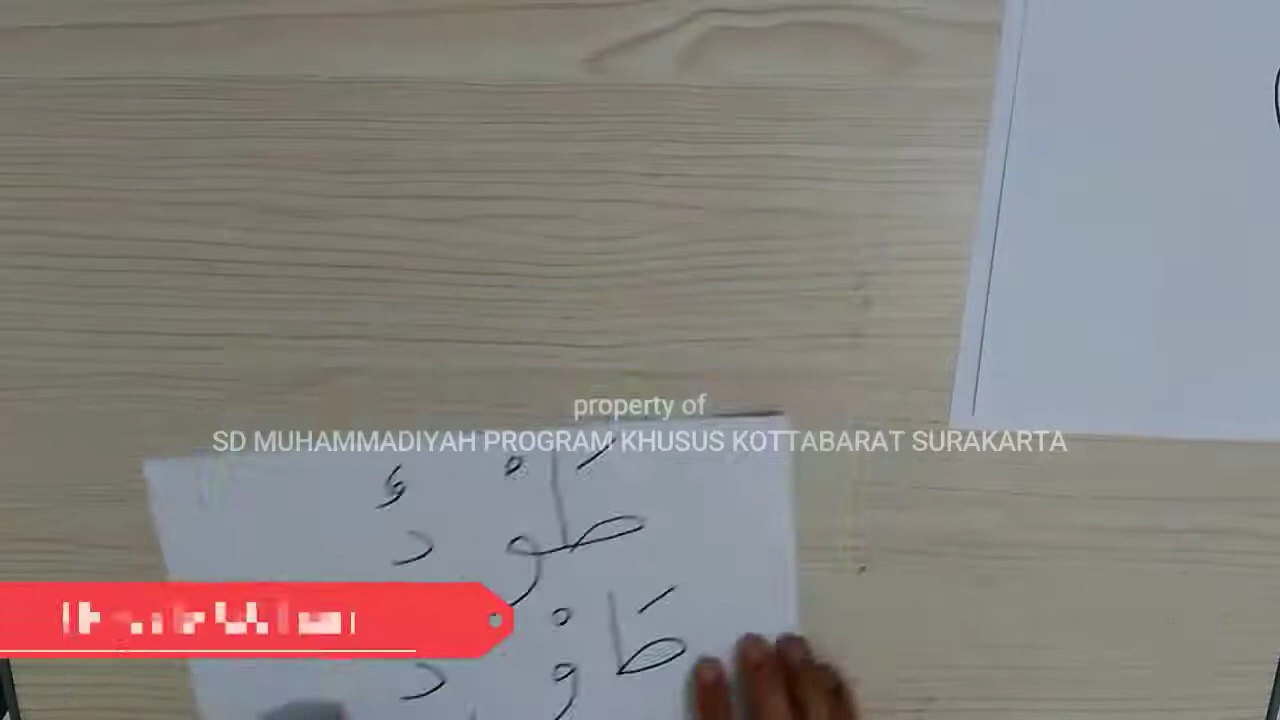 property of
SD MUHAMMADIYAH PROGRAM KHUSUS KOTTABARAT SURAKARTA
طَوْدٌ
طَ وْ د